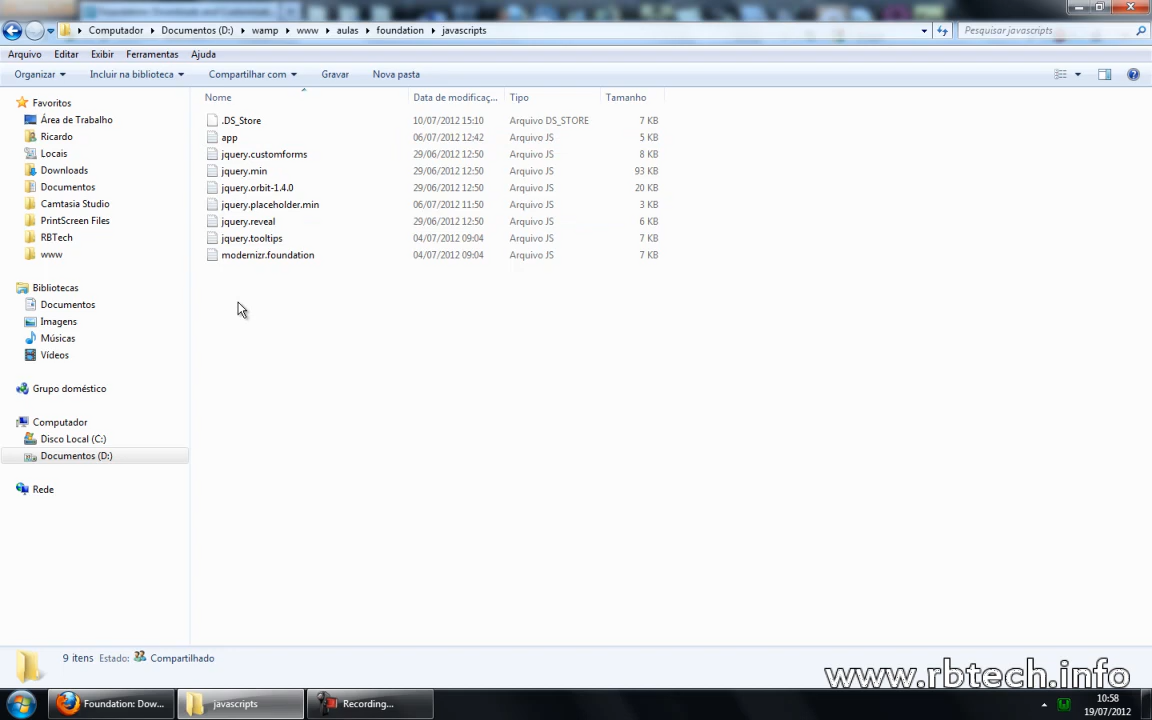 Computador Documentos (D:) wamp www aulas foundation javascripts
Pesquisar javascripts
Arquivo Editar Exibir Ferramentas Ajuda
Organizar Incluir na biblioteca Compartilhar com Gravar Nova pasta
Favoritos
Área de Trabalho
Ricardo
Locais
Downloads
Documentos
Camtasia Studio
PrintScreen Files
RBTech
www
Bibliotecas
Documentos
Imagens
Músicas
Vídeos
Grupo doméstico
Computador
Disco Local (C:)
Documentos (D:)
Rede
Nome Data de modificaç... Tipo Tamanho
.DS_Store 10/07/2012 15:10 Arquivo DS_STORE 7 KB
app 06/07/2012 12:42 Arquivo JS 5 KB
jquery.customforms 29/06/2012 12:50 Arquivo JS 8 KB
jquery.min 29/06/2012 12:50 Arquivo JS 93 KB
jquery.orbit-1.4.0 29/06/2012 12:50 Arquivo JS 20 KB
jquery.placeholder.min 06/07/2012 11:50 Arquivo JS 3 KB
jquery.reveal 29/06/2012 12:50 Arquivo JS 6 KB
jquery.tooltips 04/07/2012 09:04 Arquivo JS 7 KB
modernizr.foundation 04/07/2012 09:04 Arquivo JS 7 KB
9 itens Estado: Compartilhado
www.rbtech.info
Foundation: Dow... javascripts Recording...
10:58
19/07/2012